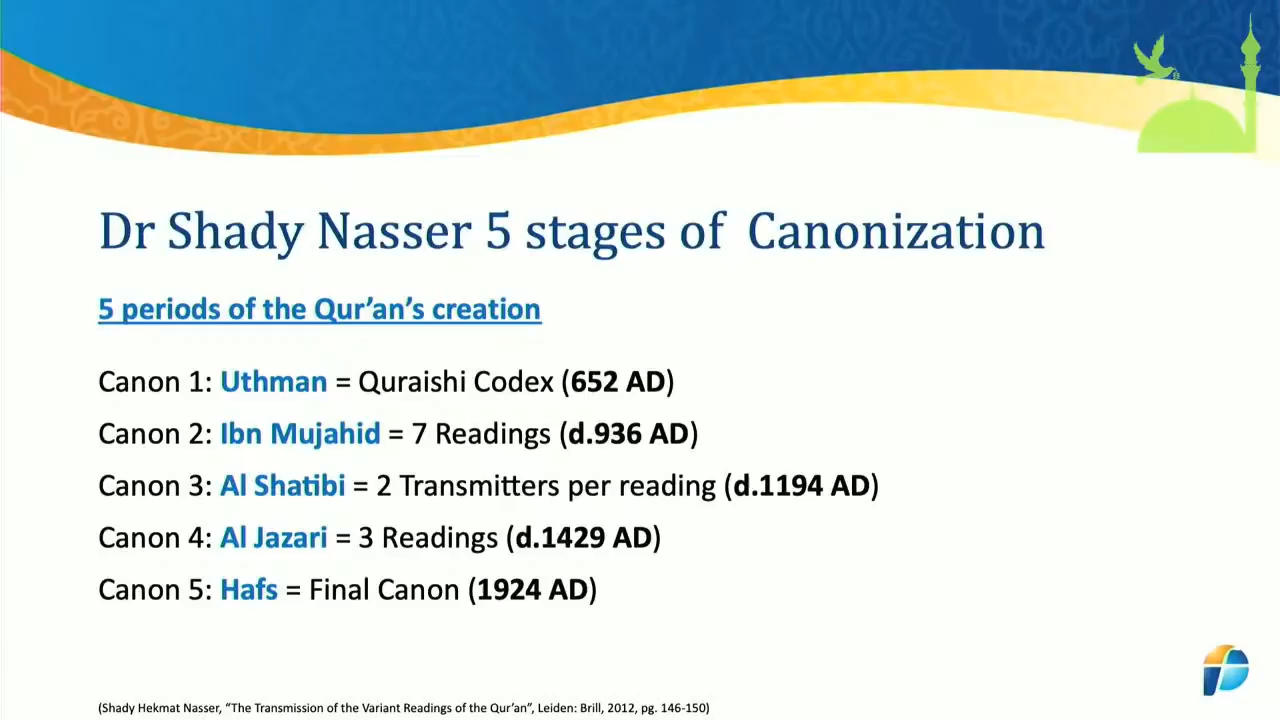 Dr Shady Nasser 5 stages of Canonization
5 periods of the Qur’an’s creation
Canon 1: Uthman = Quraishi Codex (652 AD)
Canon 2: Ibn Mujahid = 7 Readings (d.936 AD)
Canon 3: Al Shatibi = 2 Transmitters per reading (d.1194 AD)
Canon 4: Al Jazari = 3 Readings (d.1429 AD)
Canon 5: Hafs = Final Canon (1924 AD)
(Shady Hekmat Nasser, “The Transmission of the Variant Readings of the Qur’an”, Leiden: Brill, 2012, pg. 146-150)